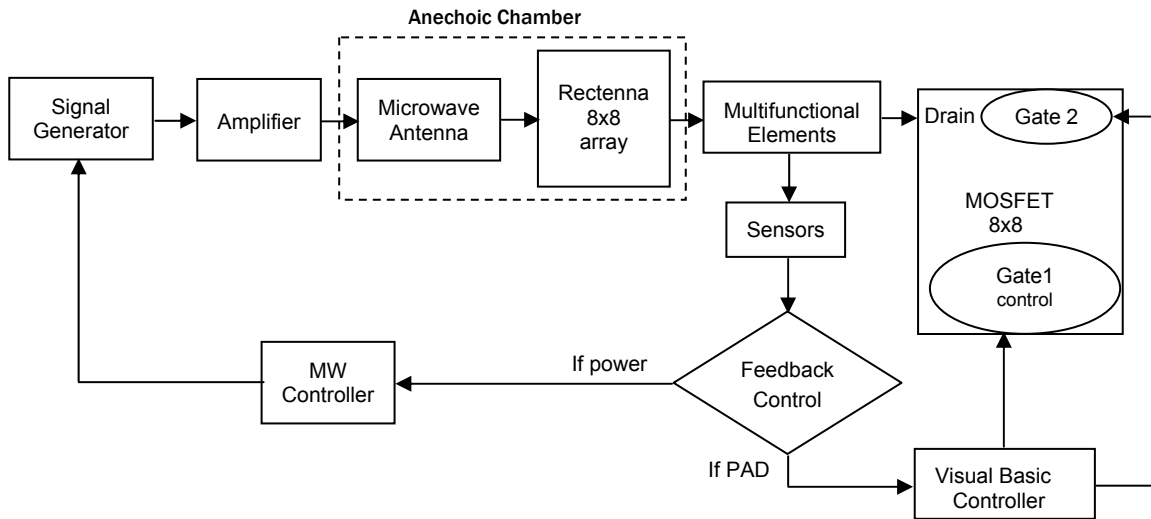 Anechoic Chamber
Signal
Generator
Amplifier
Microwave
Antenna
Rectenna
8x8
array
Multifunctional
Elements
Drain
Gate 2
MOSFET
8x8
Gate1
control
Sensors
Feedback
Control
If power
MW
Controller
If PAD
Visual Basic
Controller